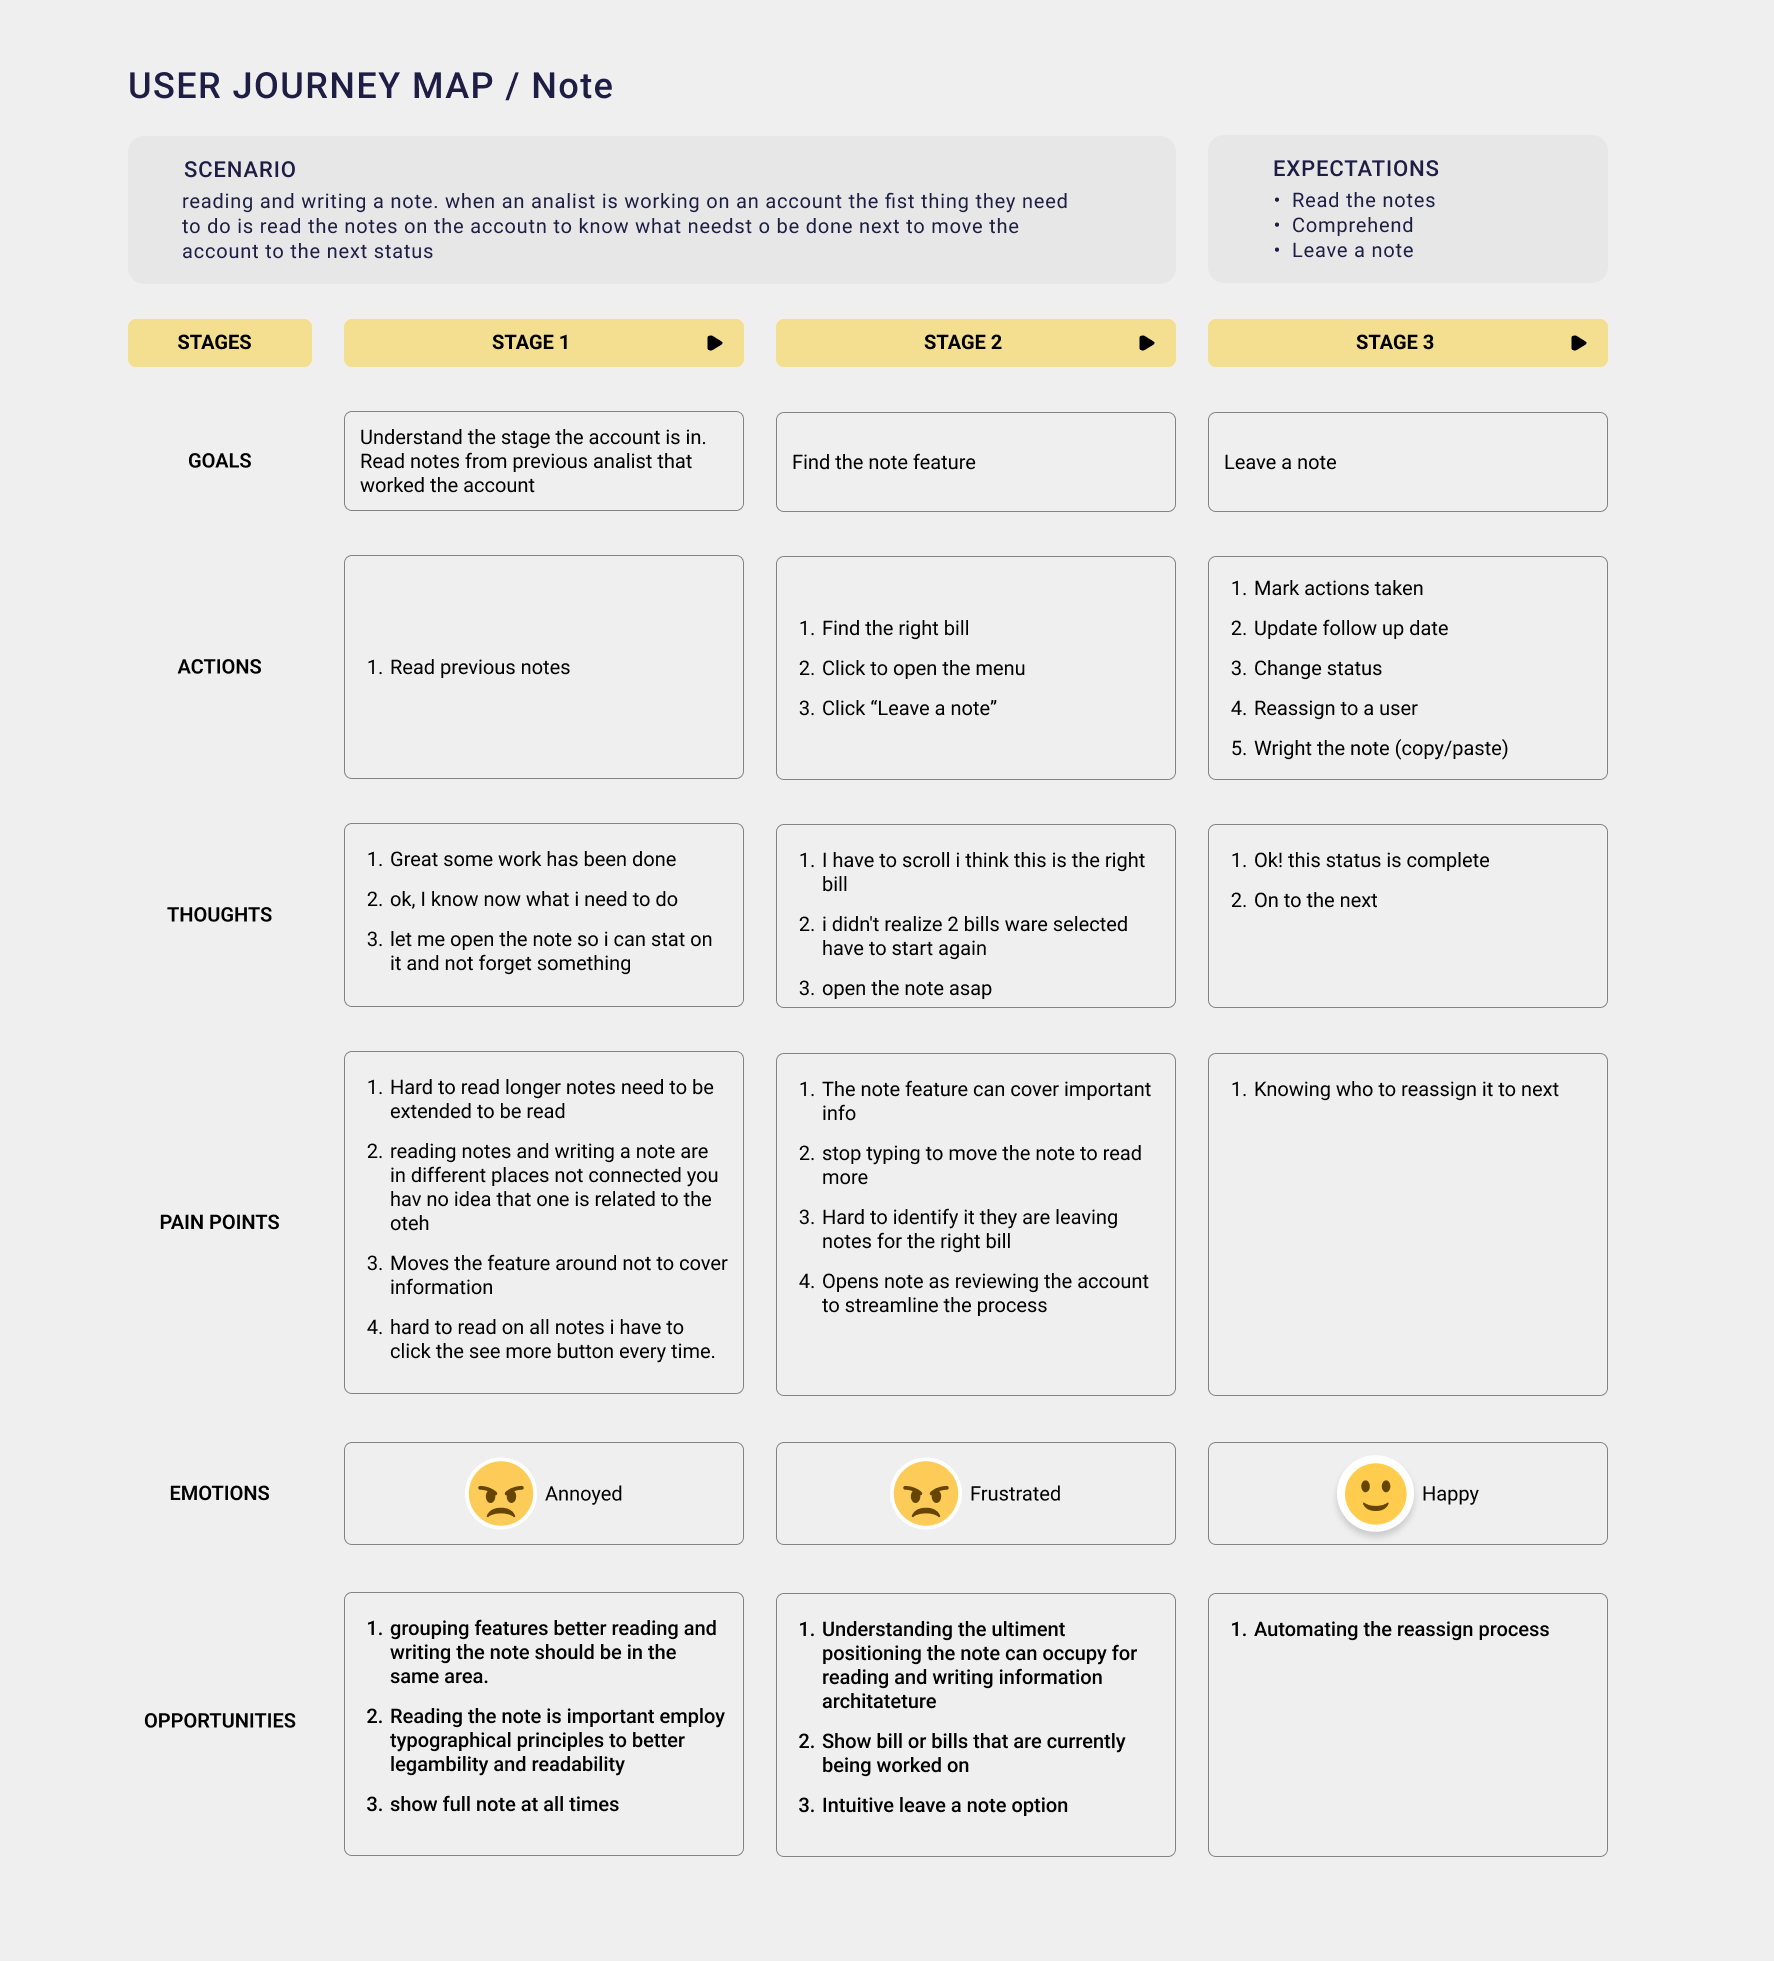 USER JOURNEY MAP / Note
SCENARIO
reading and writing a note. when an analist is working on an account the fist thing they need
to do is read the notes on the accoutn to know what needst o be done next to move the
account to the next status
EXPECTATIONS
• Read the notes
• Comprehend
• Leave a note
STAGES
STAGE 1
STAGE 2
STAGE 3
GOALS
Understand the stage the account is in.
Read notes from previous analist that
worked the account
Find the note feature
Leave a note
ACTIONS
1. Read previous notes
1. Find the right bill
2. Click to open the menu
3. Click “Leave a note”
1. Mark actions taken
2. Update follow up date
3. Change status
4. Reassign to a user
5. Wright the note (copy/paste)
THOUGHTS
1. Great some work has been done
2. ok, I know now what i need to do
3. let me open the note so i can stat on
it and not forget something
1. I have to scroll i think this is the right
bill
2. i didn't realize 2 bills ware selected
have to start again
3. open the note asap
1. Ok! this status is complete
2. On to the next
PAIN POINTS
1. Hard to read longer notes need to be
extended to be read
2. reading notes and writing a note are
in different places not connected you
hav no idea that one is related to the
oteh
3. Moves the feature around not to cover
information
4. hard to read on all notes i have to
click the see more button every time.
1. The note feature can cover important
info
2. stop typing to move the note to read
more
3. Hard to identify it they are leaving
notes for the right bill
4. Opens note as reviewing the account
to streamline the process
1. Knowing who to reassign it to next
EMOTIONS
Annoyed
Frustrated
Happy
OPPORTUNITIES
1. grouping features better reading and
writing the note should be in the
same area.
2. Reading the note is important employ
typographical principles to better
legambility and readability
3. show full note at all times
1. Understanding the ultiment
positioning the note can occupy for
reading and writing information
architateture
2. Show bill or bills that are currently
being worked on
3. Intuitive leave a note option
1. Automating the reassign process